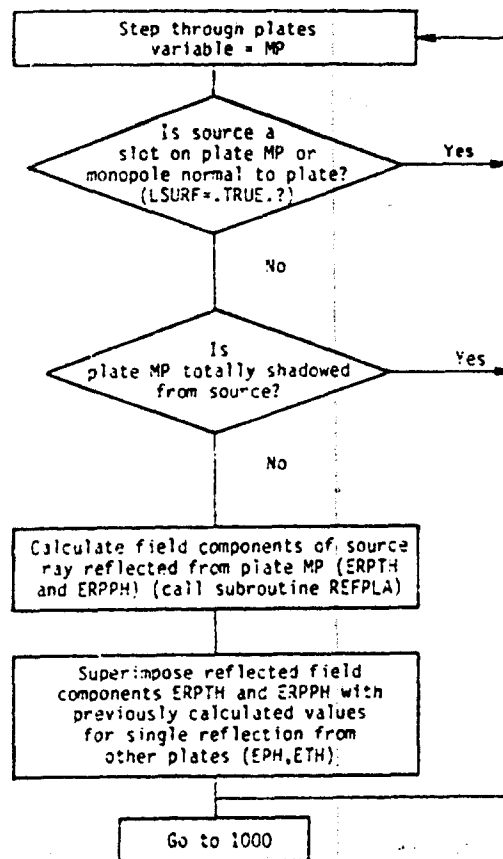 Step through plates
variable = MP
Is source a
slot on plate MP or
monopole normal to plate?
(LSURF=.TRUE.?)
Yes
No
Is
plate MP totally shadowed
from source?
Yes
No
Calculate field components of source
ray reflected from plate MP (ERPTH
and ERPPH) (call subroutine REFPLA)
Superimpose reflected field
components ERPTH and ERPPH with
previously calculated values
for single reflection from
other plates (EPH,ETH)
Go to 1000